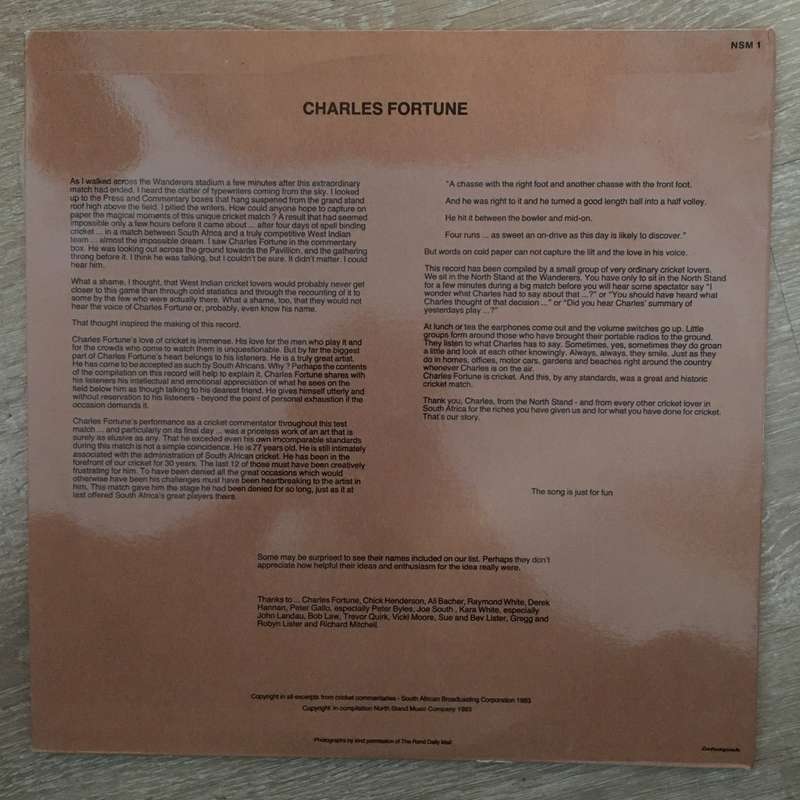 NSM 1
CHARLES FORTUNE
As I walked across the Wanderers stadium a few minutes after this extraordinary
match had ended, I heard the clatter of typewriters coming from the sky. I looked
up to the Press and Commentary boxes that hang suspended from the grand stand
roof high above the field. I pitied the writers. How could anyone hope to capture on
paper the magical moments of this unique cricket match ? A result that had seemed
impossible only a few hours before it came about ... after four days of spell binding
cricket ... in a match between South Africa and a truly competitive West Indian
team ... almost the impossible dream. I saw Charles Fortune in the commentary
box. He was looking out across the ground towards the Pavillion, and the gathering
throng before it. I think he was talking, but I couldn't be sure. It didn't matter. I could
hear him.
What a shame, I thought, that West Indian cricket lovers would probably never get
closer to this game than through cold statistics and through the recounting of it to
some by the few who were actually there. What a shame, too, that they would not
hear the voice of Charles Fortune or, probably, even know his name.
That thought inspired the making of this record.
Charles Fortune's love of cricket is immense. His love for the men who play it and
for the crowds who come to watch them is unquestionable. But by far the biggest
part of Charles Fortune's heart belongs to his listeners. He is a truly great artist.
He has come to be accepted as such by South Africans. Why ? Perhaps the contents
of the compilation on this record will help to explain it. Charles Fortune shares with
his listeners his intellectual and emotional appreciation of what he sees on the
field below him as though talking to his dearest friend. He gives himself utterly and
without reservation to his listeners - beyond the point of personal exhaustion if the
occasion demands it.
Charles Fortune's performance as a cricket commentator throughout this test
match ... and particularly on its final day ... was a priceless work of an art that is
surely as elusive as any. That he exceeded even his own imcomparable standards
during this match is not a simple coincidence. He is 77 years old. He is still intimately
associated with the administration of South African cricket. He has been in the
forefront of our cricket for 30 years. The last 12 of those must have been creatively
frustrating for him. To have been denied all the great occasions which would
otherwise have been his challenges must have been heartbreaking to the artist in
him. This match gave him the stage he had been denied for so long, just as it at
last offered South Africa's great players theirs.
"A chasse with the right foot and another chasse with the front foot.
And he was right to it and he turned a good length ball into a half volley.
He hit it between the bowler and mid-on.
Four runs ... as sweet an on-drive as this day is likely to discover."
But words on cold paper can not capture the lilt and the love in his voice.
This record has been compiled by a small group of very ordinary cricket lovers.
We sit in the North Stand at the Wanderers. You have only to sit in the North Stand
for a few minutes during a big match before you will hear some spectator say "I
wonder what Charles had to say about that ...?" or "You should have heard what
Charles thought of that decision ..." or "Did you hear Charles' summary of
yesterdays play ...?"
At lunch or tea the earphones come out and the volume switches go up. Little
groups form around those who have brought their portable radios to the ground.
They listen to what Charles has to say. Sometimes, yes, sometimes they do groan
a little and look at each other knowingly. Always, always, they smile. Just as they
do in homes, offices, motor cars, gardens and beaches right around the country
whenever Charles is on the air.
Charles Fortune is cricket. And this, by any standards, was a great and historic
cricket match.
Thank you, Charles, from the North Stand - and from every other cricket lover in
South Africa for the riches you have given us and for what you have done for cricket.
That's our story.
The song is just for fun
Some may be surprised to see their names included on our list. Perhaps they don't
appreciate how helpful their ideas and enthusiasm for the idea really were.
Thanks to ... Charles Fortune, Chick Henderson, Ali Bacher, Raymond White, Derek
Hannan, Peter Gallo, especially Peter Byles, Joe South , Kara White, especially
John Landau, Bob Law, Trevor Quirk, Vicki Moore, Sue and Bev Lister, Gregg and
Robyn Lister and Richard Mitchell.
Copyright in all excerpts from cricket commentaries - South African Broadcasting Corporation 1983
Copyright in compilation North Stand Music Company 1983
Photographs by kind permission of The Rand Daily Mail